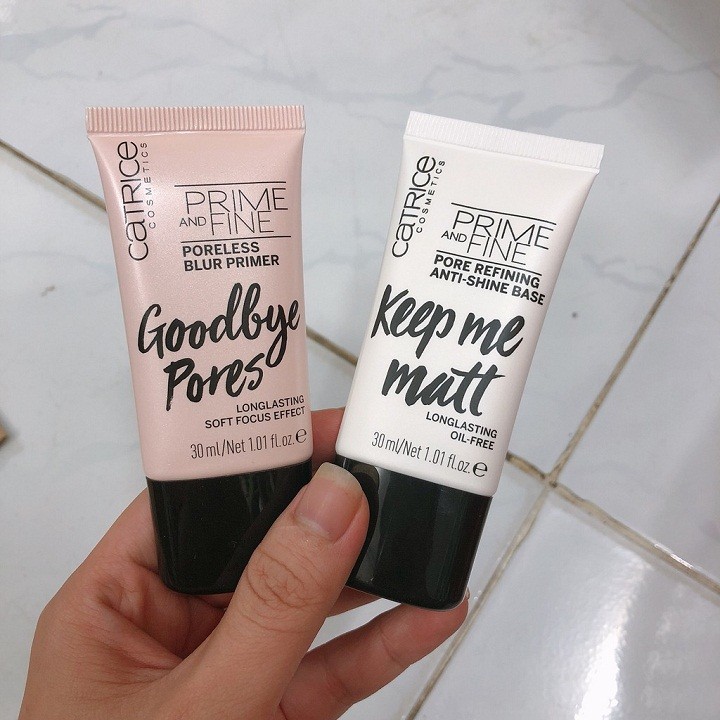 CATRICE
COSMETICS
PRIME
AND FINE
PORELESS
BLUR PRIMER
Goodbye
Pores
LONGLASTING
SOFT FOCUS EFFECT
30 ml/Net 1.01 fl.oz. ℮
CATRICE
COSMETICS
PRIME
AND FINE
PORE REFINING
ANTI-SHINE BASE
Keep me
matt
LONGLASTING
OIL-FREE
30 ml/Net 1.01 fl.oz. ℮